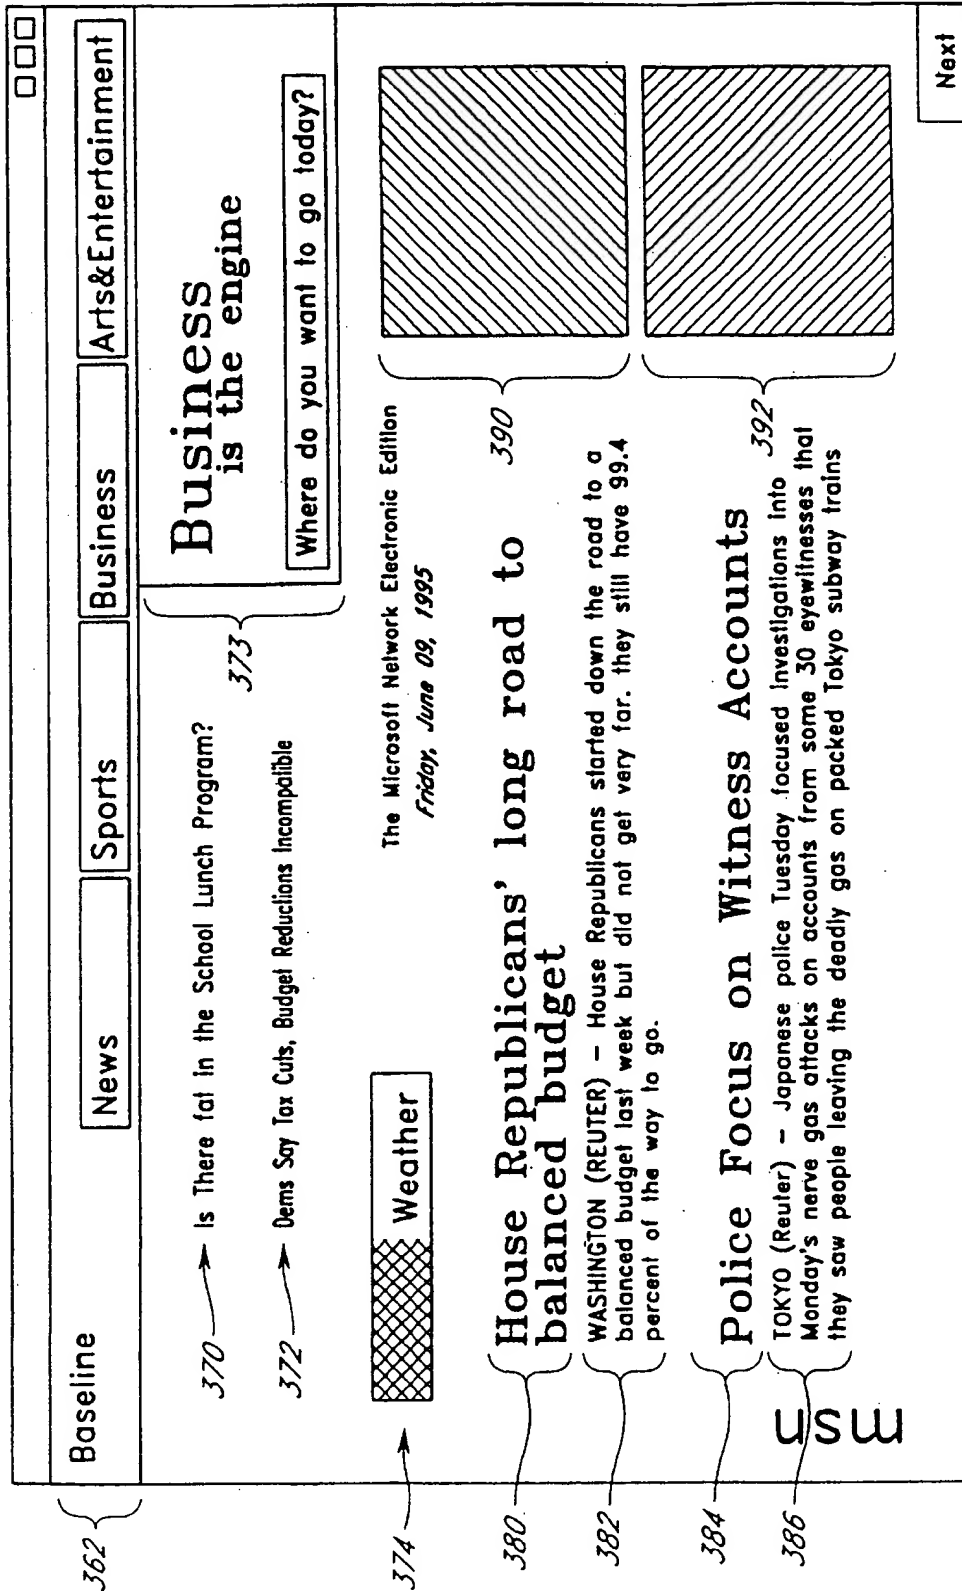 Baseline
News
Sports
Business
Arts&Entertainment
362
370
Is There fat in the School Lunch Program?
372
Dems Say Tax Cuts, Budget Reductions Incompatible
373
Business
is the engine
Where do you want to go today?
374
Weather
The Microsoft Network Electronic Edition
Friday, June 09, 1995
380
House Republicans' long road to
balanced budget
382
WASHINGTON (REUTER) – House Republicans started down the road to a
balanced budget last week but did not get very far. they still have 99.4
percent of the way to go.
390
384
Police Focus on Witness Accounts
386
TOKYO (Reuter) – Japanese police Tuesday focused investigations into
Monday's nerve gas attacks on accounts from some 30 eyewitnesses that
they saw people leaving the deadly gas on packed Tokyo subway trains
392
msn
Next